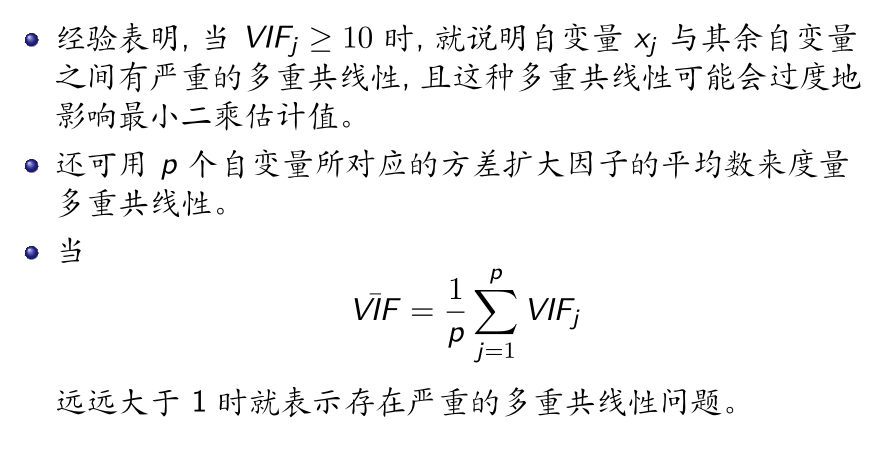 经验表明, 当 VIF_j ≥ 10 时, 就说明自变量 x_j 与其余自变量
之间有严重的多重共线性, 且这种多重共线性可能会过度地
影响最小二乘估计值。
还可用 p 个自变量所对应的方差扩大因子的平均数来度量
多重共线性。
当
V\bar{I}F = \frac{1}{p} \sum_{j=1}^{p} VIF_j
远远大于 1 时就表示存在严重的多重共线性问题。